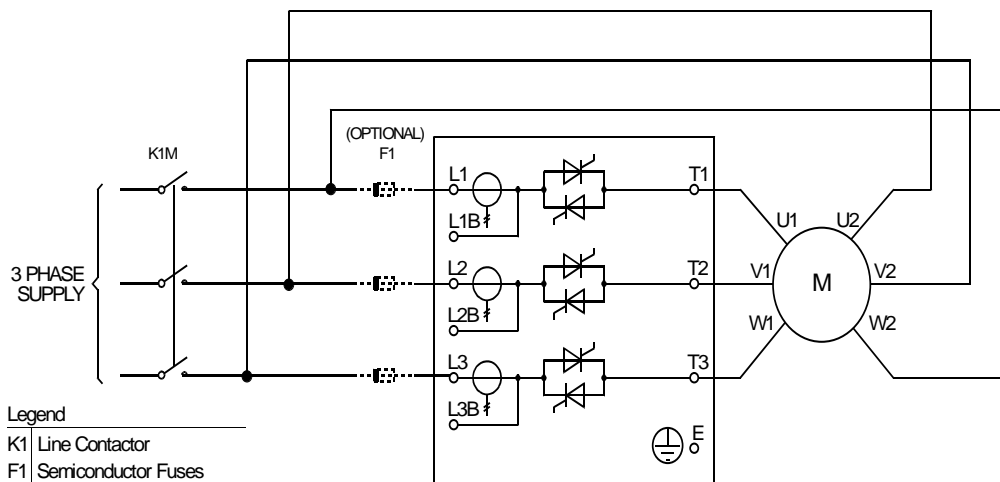 (OPTIONAL)
K1M
F1
L1
T1
L1B
U1
U2
3 PHASE
SUPPLY
L2
T2
V1
M
V2
L2B
W1
W2
L3
T3
L3B
E
Legend
K1 Line Contactor
F1 Semiconductor Fuses